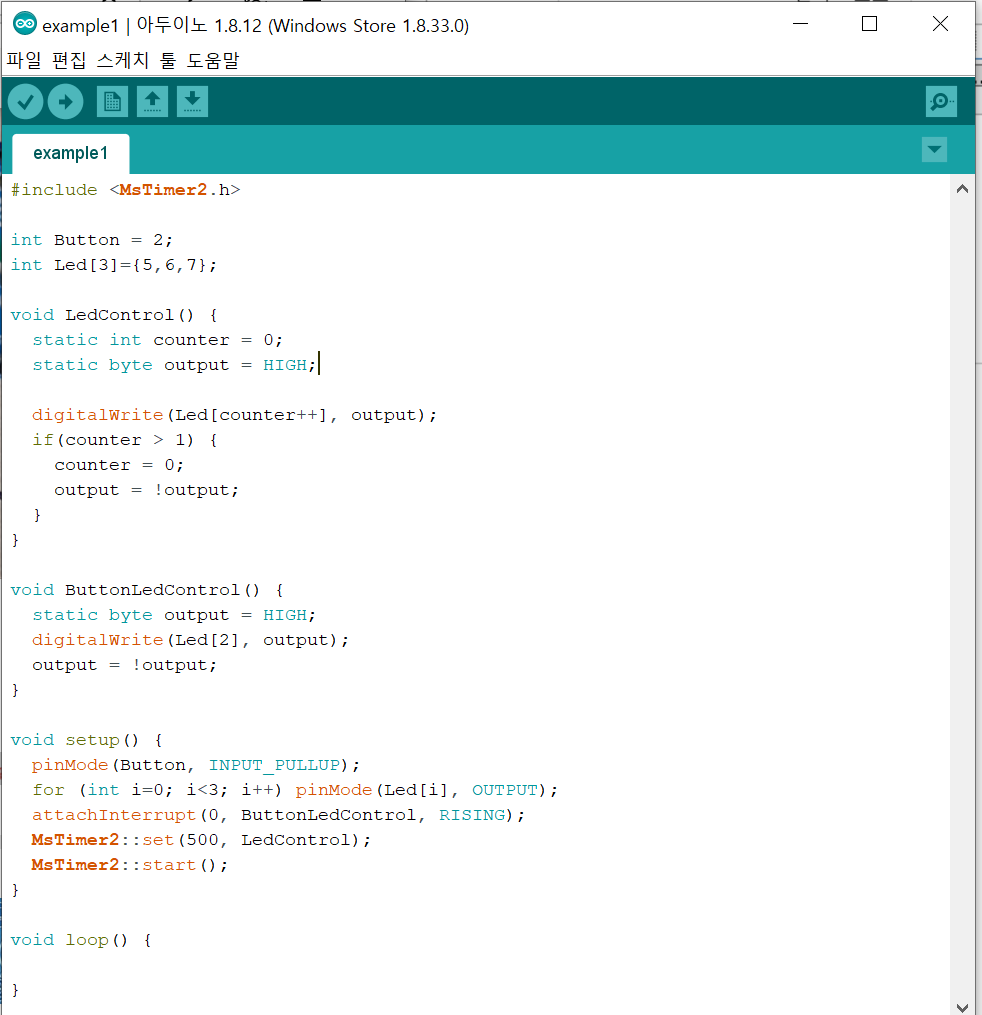 example1 | 아두이노 1.8.12 (Windows Store 1.8.33.0)
파일 편집 스케치 툴 도움말
example1
#include <MsTimer2.h>
int Button = 2;
int Led[3]={5,6,7};
void LedControl() {
static int counter = 0;
static byte output = HIGH;
digitalWrite(Led[counter++], output);
if(counter > 1) {
counter = 0;
output = !output;
}
}
void ButtonLedControl() {
static byte output = HIGH;
digitalWrite(Led[2], output);
output = !output;
}
void setup() {
pinMode(Button, INPUT_PULLUP);
for (int i=0; i<3; i++) pinMode(Led[i], OUTPUT);
attachInterrupt(0, ButtonLedControl, RISING);
MsTimer2::set(500, LedControl);
MsTimer2::start();
}
void loop() {
}